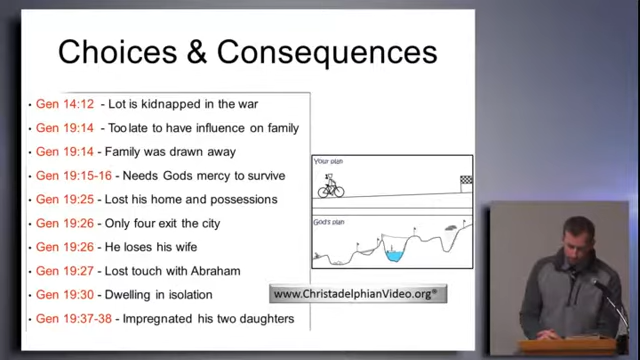 Choices & Consequences
• Gen 14:12 - Lot is kidnapped in the war
• Gen 19:14 - Too late to have influence on family
• Gen 19:14 - Family was drawn away
• Gen 19:15-16 - Needs Gods mercy to survive
• Gen 19:25 - Lost his home and possessions
• Gen 19:26 - Only four exit the city
• Gen 19:26 - He loses his wife
• Gen 19:27 - Lost touch with Abraham
• Gen 19:30 - Dwelling in isolation
• Gen 19:37-38 - Impregnated his two daughters
Your plan
God's plan
www.ChristadelphianVideo.org®